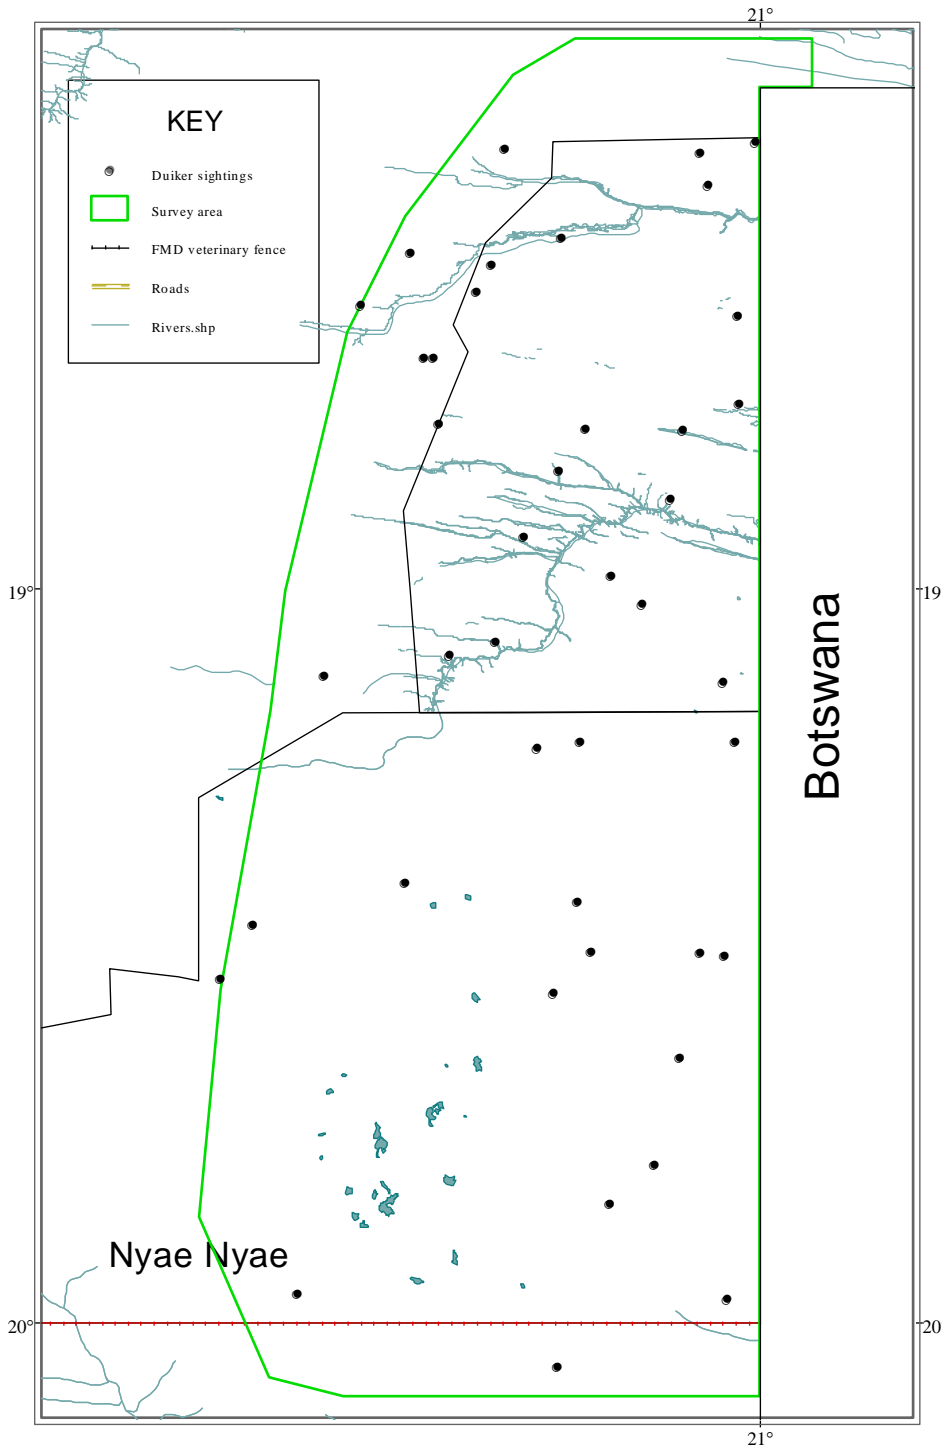 21°
KEY
Duiker sightings
Survey area
FMD veterinary fence
Roads
Rivers.shp
19°
19
Botswana
Nyae Nyae
20°
20
21°